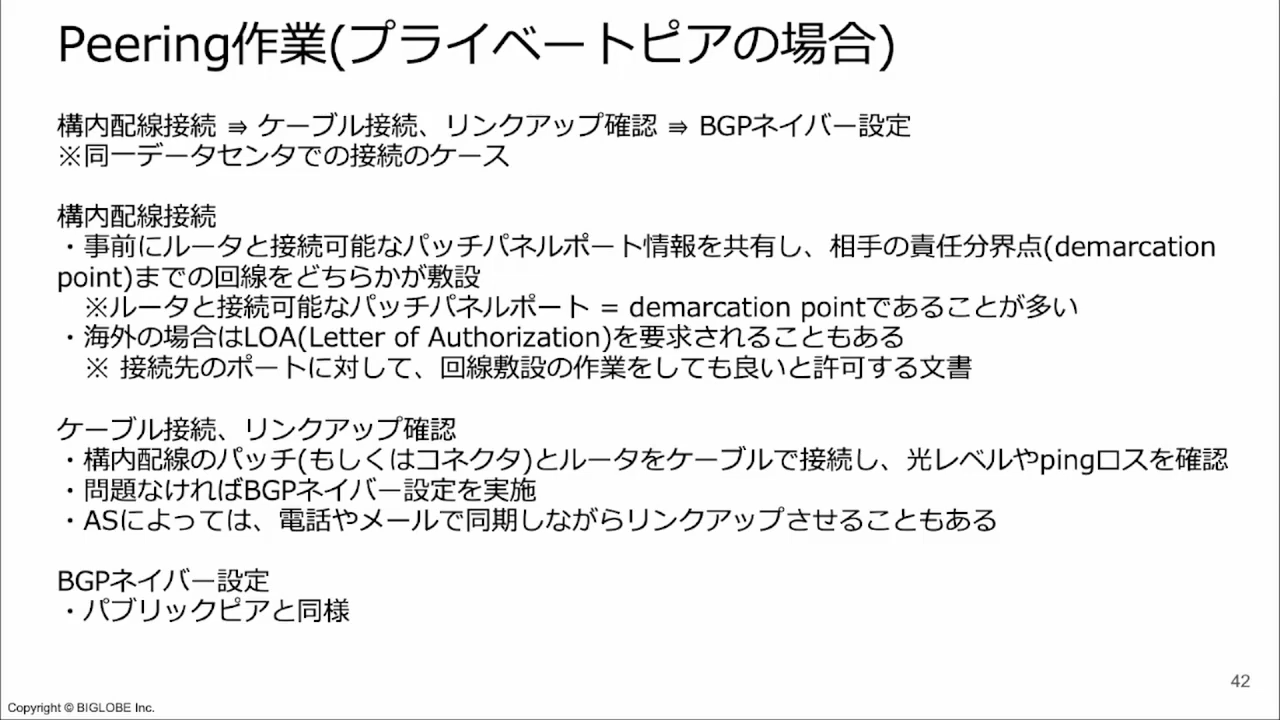 Peering作業(プライベートピアの場合)
構内配線接続 ⇛ ケーブル接続、リンクアップ確認 ⇛ BGPネイバー設定
※同一データセンタでの接続のケース
構内配線接続
・事前にルータと接続可能なパッチパネルポート情報を共有し、相手の責任分界点(demarcation
point)までの回線をどちらかが敷設
※ルータと接続可能なパッチパネルポート = demarcation pointであることが多い
・海外の場合はLOA(Letter of Authorization)を要求されることもある
※ 接続先のポートに対して、回線敷設の作業をしても良いと許可する文書
ケーブル接続、リンクアップ確認
・構内配線のパッチ(もしくはコネクタ)とルータをケーブルで接続し、光レベルやpingロスを確認
・問題なければBGPネイバー設定を実施
・ASによっては、電話やメールで同期しながらリンクアップさせることもある
BGPネイバー設定
・パブリックピアと同様
42
Copyright © BIGLOBE Inc.